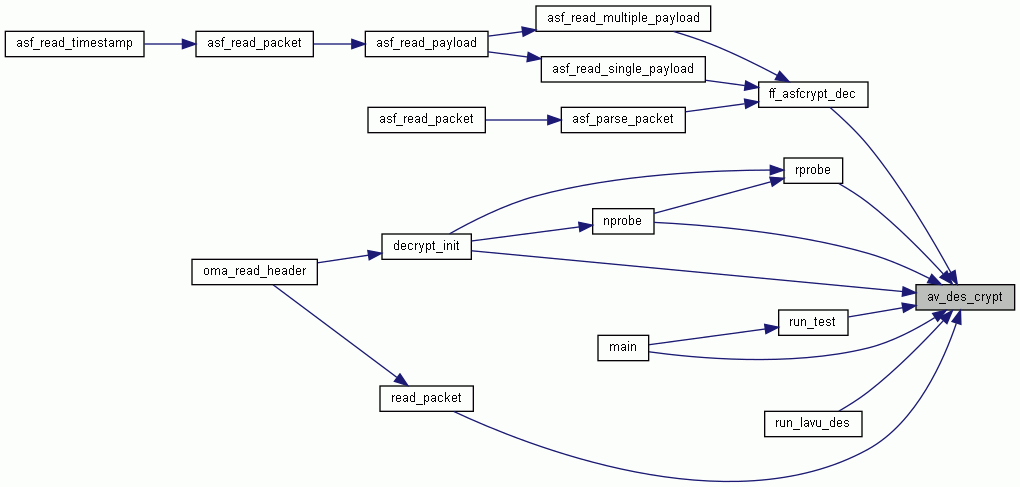 asf_read_multiple_payload
asf_read_timestamp
asf_read_packet
asf_read_payload
asf_read_single_payload
ff_asfcrypt_dec
asf_read_packet
asf_parse_packet
rprobe
nprobe
decrypt_init
oma_read_header
av_des_crypt
run_test
main
read_packet
run_lavu_des